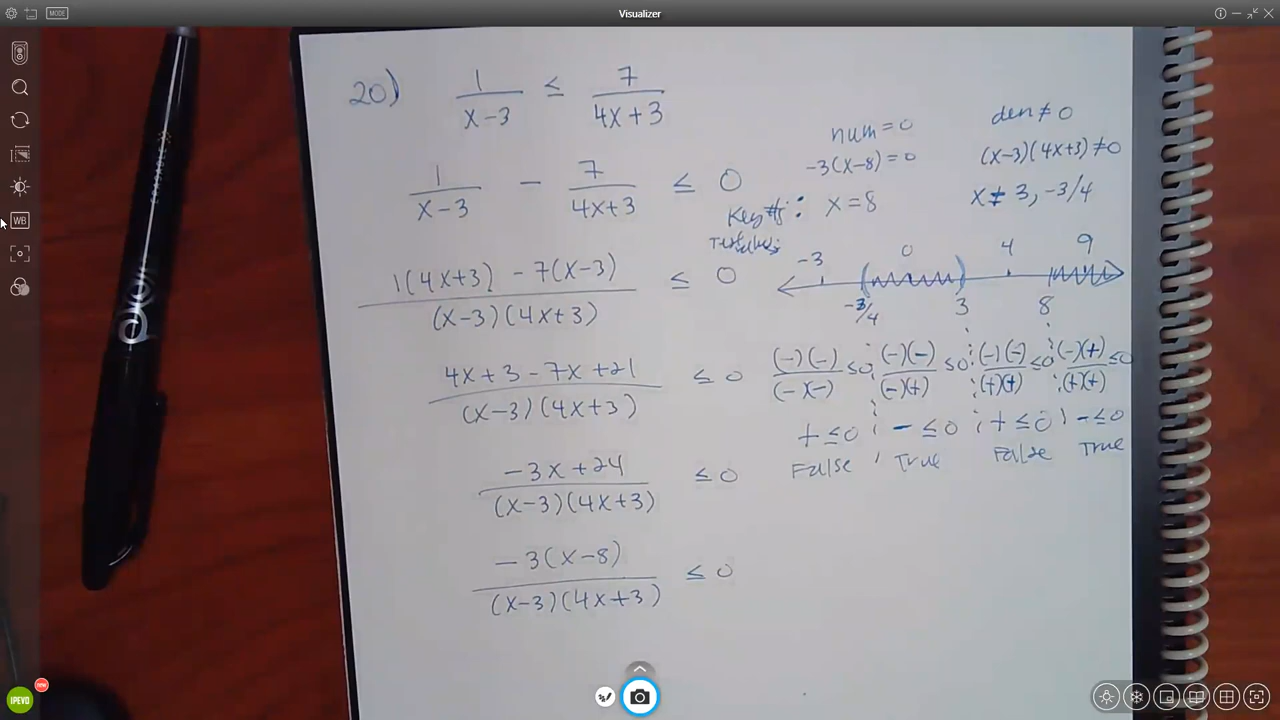 MODE
Visualizer
20) 1/(x-3) ≤ 7/(4x+3)
1/(x-3) - 7/(4x+3) ≤ 0
1(4x+3) - 7(x-3) / (x-3)(4x+3) ≤ 0
4x+3-7x+21 / (x-3)(4x+3) ≤ 0
-3x+24 / (x-3)(4x+3) ≤ 0
-3(x-8) / (x-3)(4x+3) ≤ 0
num = 0
-3(x-8) = 0
Key #s: x = 8
den ≠ 0
(x-3)(4x+3) ≠ 0
x ≠ 3, -3/4
-3 0 4 9
-3/4 3 8
(-)(-)/(-)(-) ≤ 0 (-)(-)/(-)(+) ≤ 0 (-)(-)/(+)(+) ≤ 0 (-)(+)/(+)(+) ≤ 0
+ ≤ 0 - ≤ 0 + ≤ 0 - ≤ 0
False True False True
IPEVO